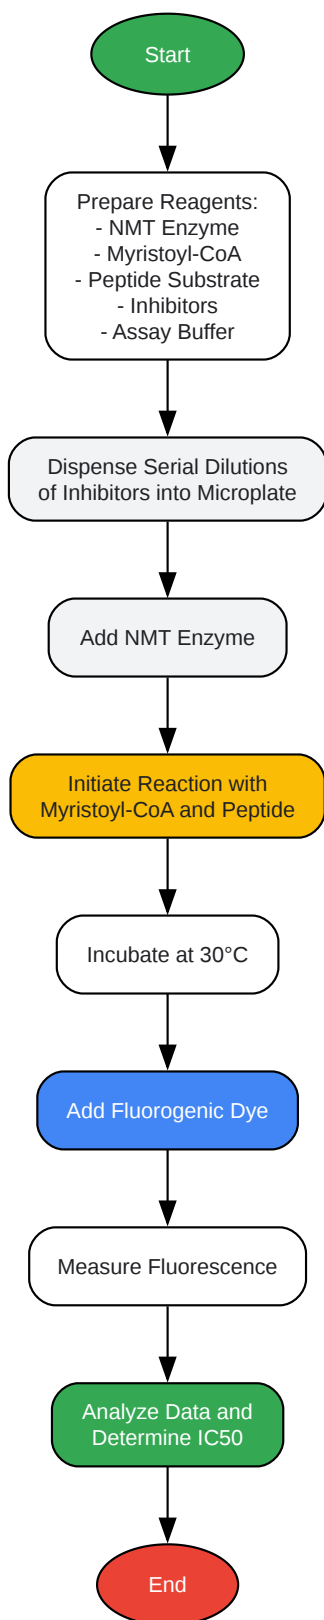 Start
Prepare Reagents:
- NMT Enzyme
- Myristoyl-CoA
- Peptide Substrate
- Inhibitors
- Assay Buffer
Dispense Serial Dilutions
of Inhibitors into Microplate
Add NMT Enzyme
Initiate Reaction with
Myristoyl-CoA and Peptide
Incubate at 30°C
Add Fluorogenic Dye
Measure Fluorescence
Analyze Data and
Determine IC50
End